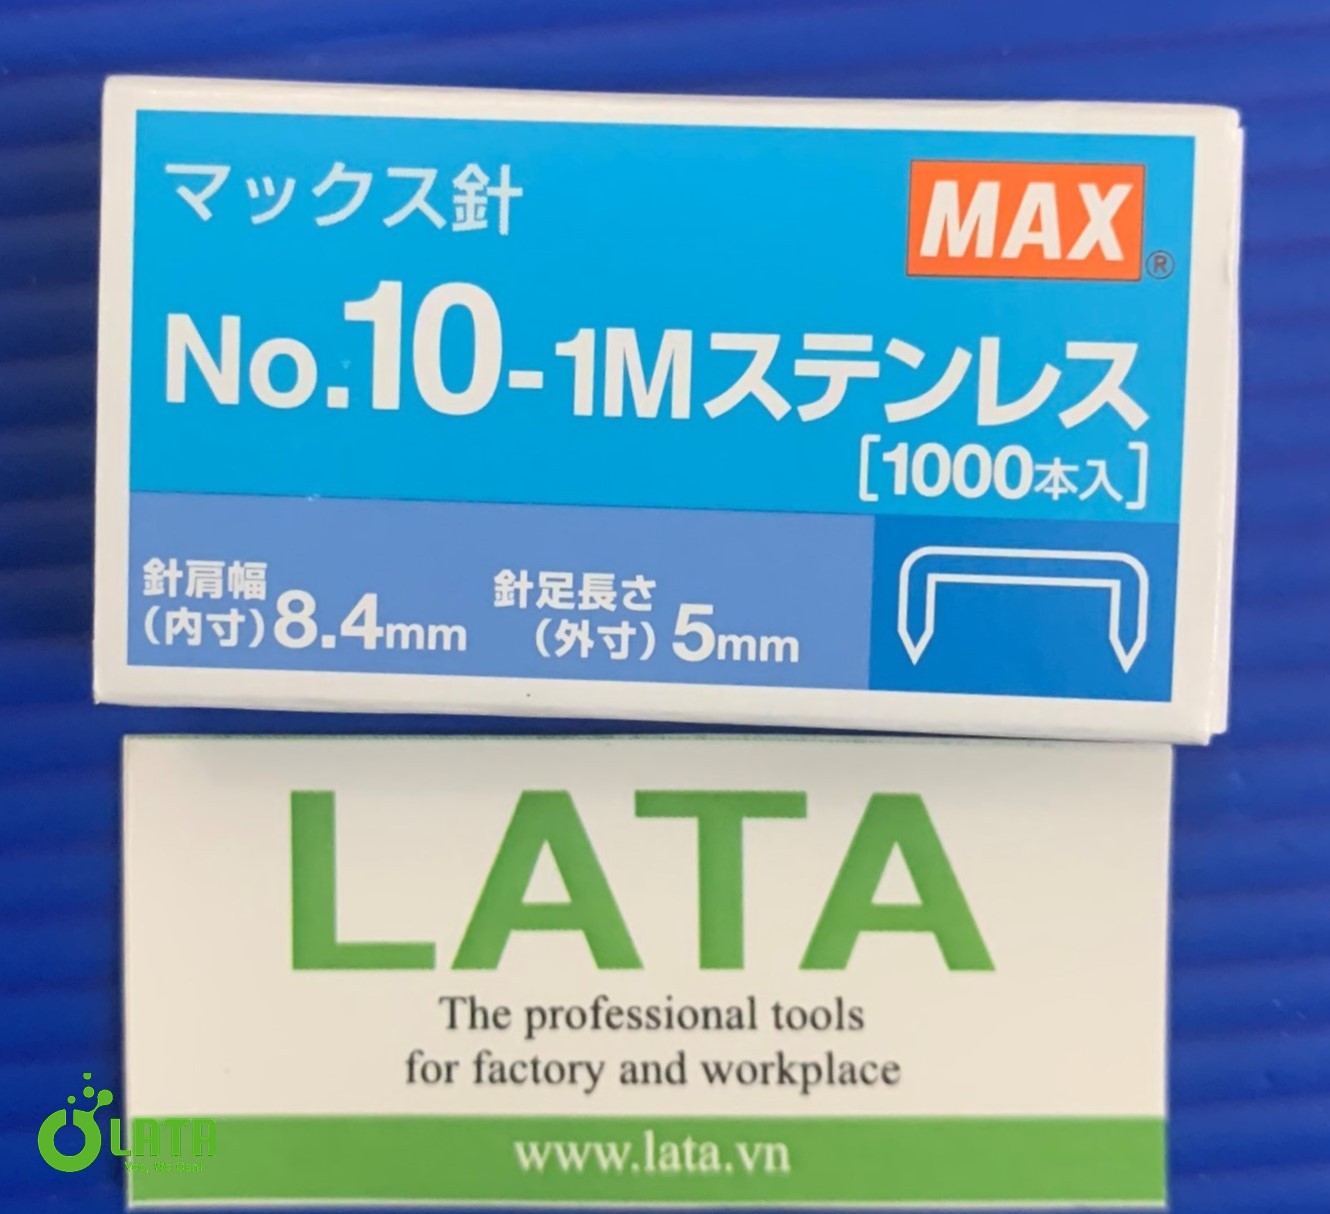 マックス針
MAX
®
No.10-1Mステンレス
[1000本入]
針肩幅
(内寸)8.4mm
針足長さ
(外寸)5mm
LATA
The professional tools
for factory and workplace
www.lata.vn
LATA